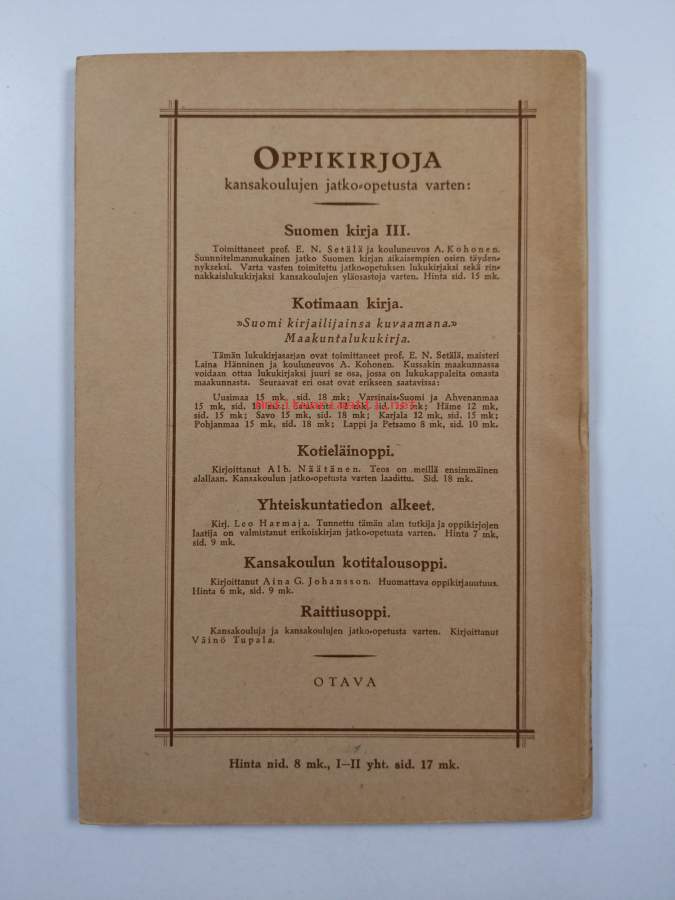 OPPIKIRJOJA
kansakoulujen jatko-opetusta varten:
Suomen kirja III.
Toimittaneet prof. E. N. Setälä ja kouluneuvos A. Kohonen.
Suunnitelmanmukainen jatko Suomen kirjan aikaisempien osien täyden-
nykseksi. Varta vasten toimitettu jatko-opetuksen lukukirjaksi sekä rin-
nakkaislukukirjaksi kansakoulujen yläosastoja varten. Hinta sid. 15 mk.
Kotimaan kirja.
»Suomi kirjailijainsa kuvaamana.»
Maakuntalukukirja.
Tämän lukukirjasarjan ovat toimittaneet prof. E. N. Setälä, maisteri
Laina Hänninen ja kouluneuvos A. Kohonen. Kussakin maakunnassa
voidaan ottaa lukukirjaksi juuri se osa, jossa on lukukappaleita omasta
maakunnasta. Seuraavat eri osat ovat erikseen saatavissa:
Uusimaa 15 mk, sid. 18 mk; Varsinais-Suomi ja Ahvenanmaa
15 mk, sid. 18 mk; mk, sid. mk; Häme 12 mk,
sid. 15 mk; Savo 15 mk, sid. 18 mk; Karjala 12 mk, sid. 15 mk;
Pohjanmaa 15 mk, sid. 18 mk; Lappi ja Petsamo 8 mk, sid. 10 mk.
Kotieläinoppi.
Kirjoittanut Alb. Näätänen. Teos on meillä ensimmäinen
alallaan. Kansakoulun jatko-opetusta varten laadittu. Sid. 18 mk.
Yhteiskuntatiedon alkeet.
Kirj. Leo Harmaja. Tunnettu tämän alan tutkija ja oppikirjojen
laatija on valmistanut erikoiskirjan jatko-opetusta varten. Hinta 7 mk,
sid. 9 mk.
Kansakoulun kotitalousoppi.
Kirjoittanut Aina G. Johansson. Huomattava oppikirjauutuus.
Hinta 6 mk, sid. 9 mk.
Raittiusoppi.
Kansakouluja ja kansakoulujen jatko-opetusta varten. Kirjoittanut
Väinö Tupala.
OTAVA
Hinta nid. 8 mk., I—II yht. sid. 17 mk.